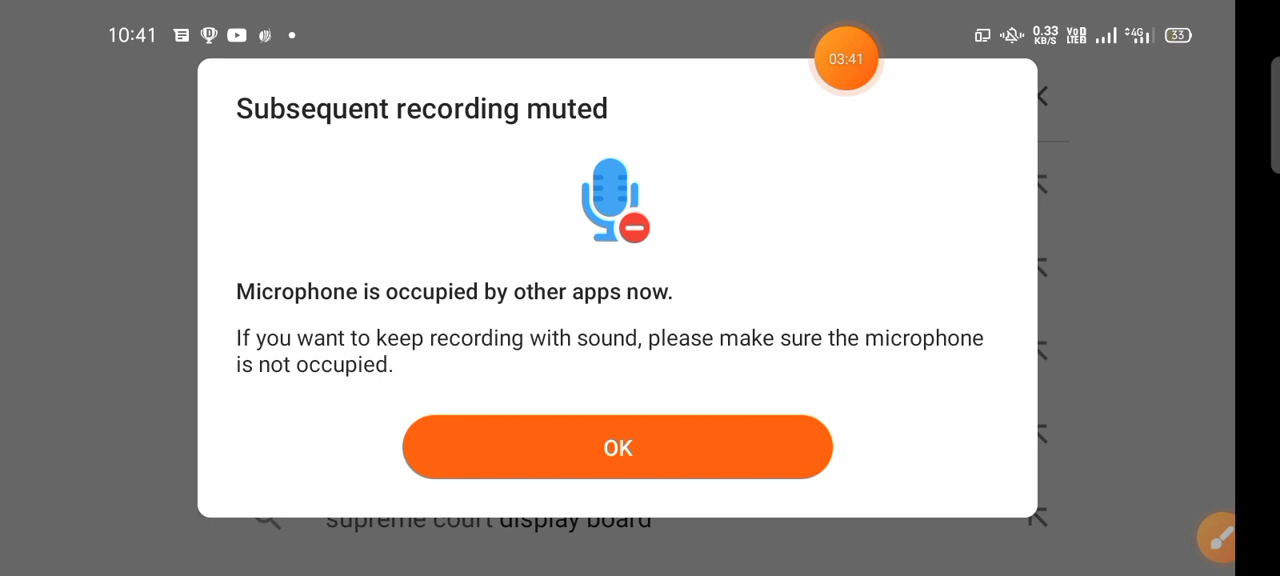 10:41
0.33
KB/S
Vo
LTE
4G
33
03:41
Subsequent recording muted
Microphone is occupied by other apps now.
If you want to keep recording with sound, please make sure the microphone
is not occupied.
OK
supreme court display board